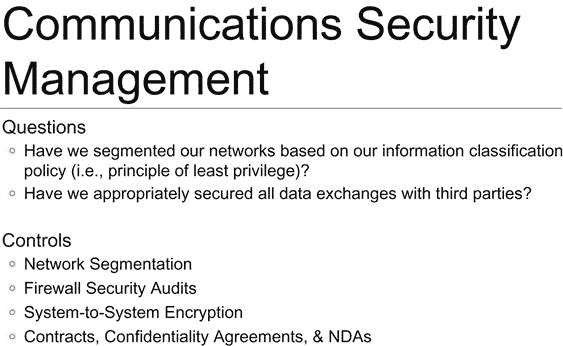 Communications Security
Management
Questions
◦ Have we segmented our networks based on our information classification
policy (i.e., principle of least privilege)?
◦ Have we appropriately secured all data exchanges with third parties?
Controls
◦ Network Segmentation
◦ Firewall Security Audits
◦ System-to-System Encryption
◦ Contracts, Confidentiality Agreements, & NDAs